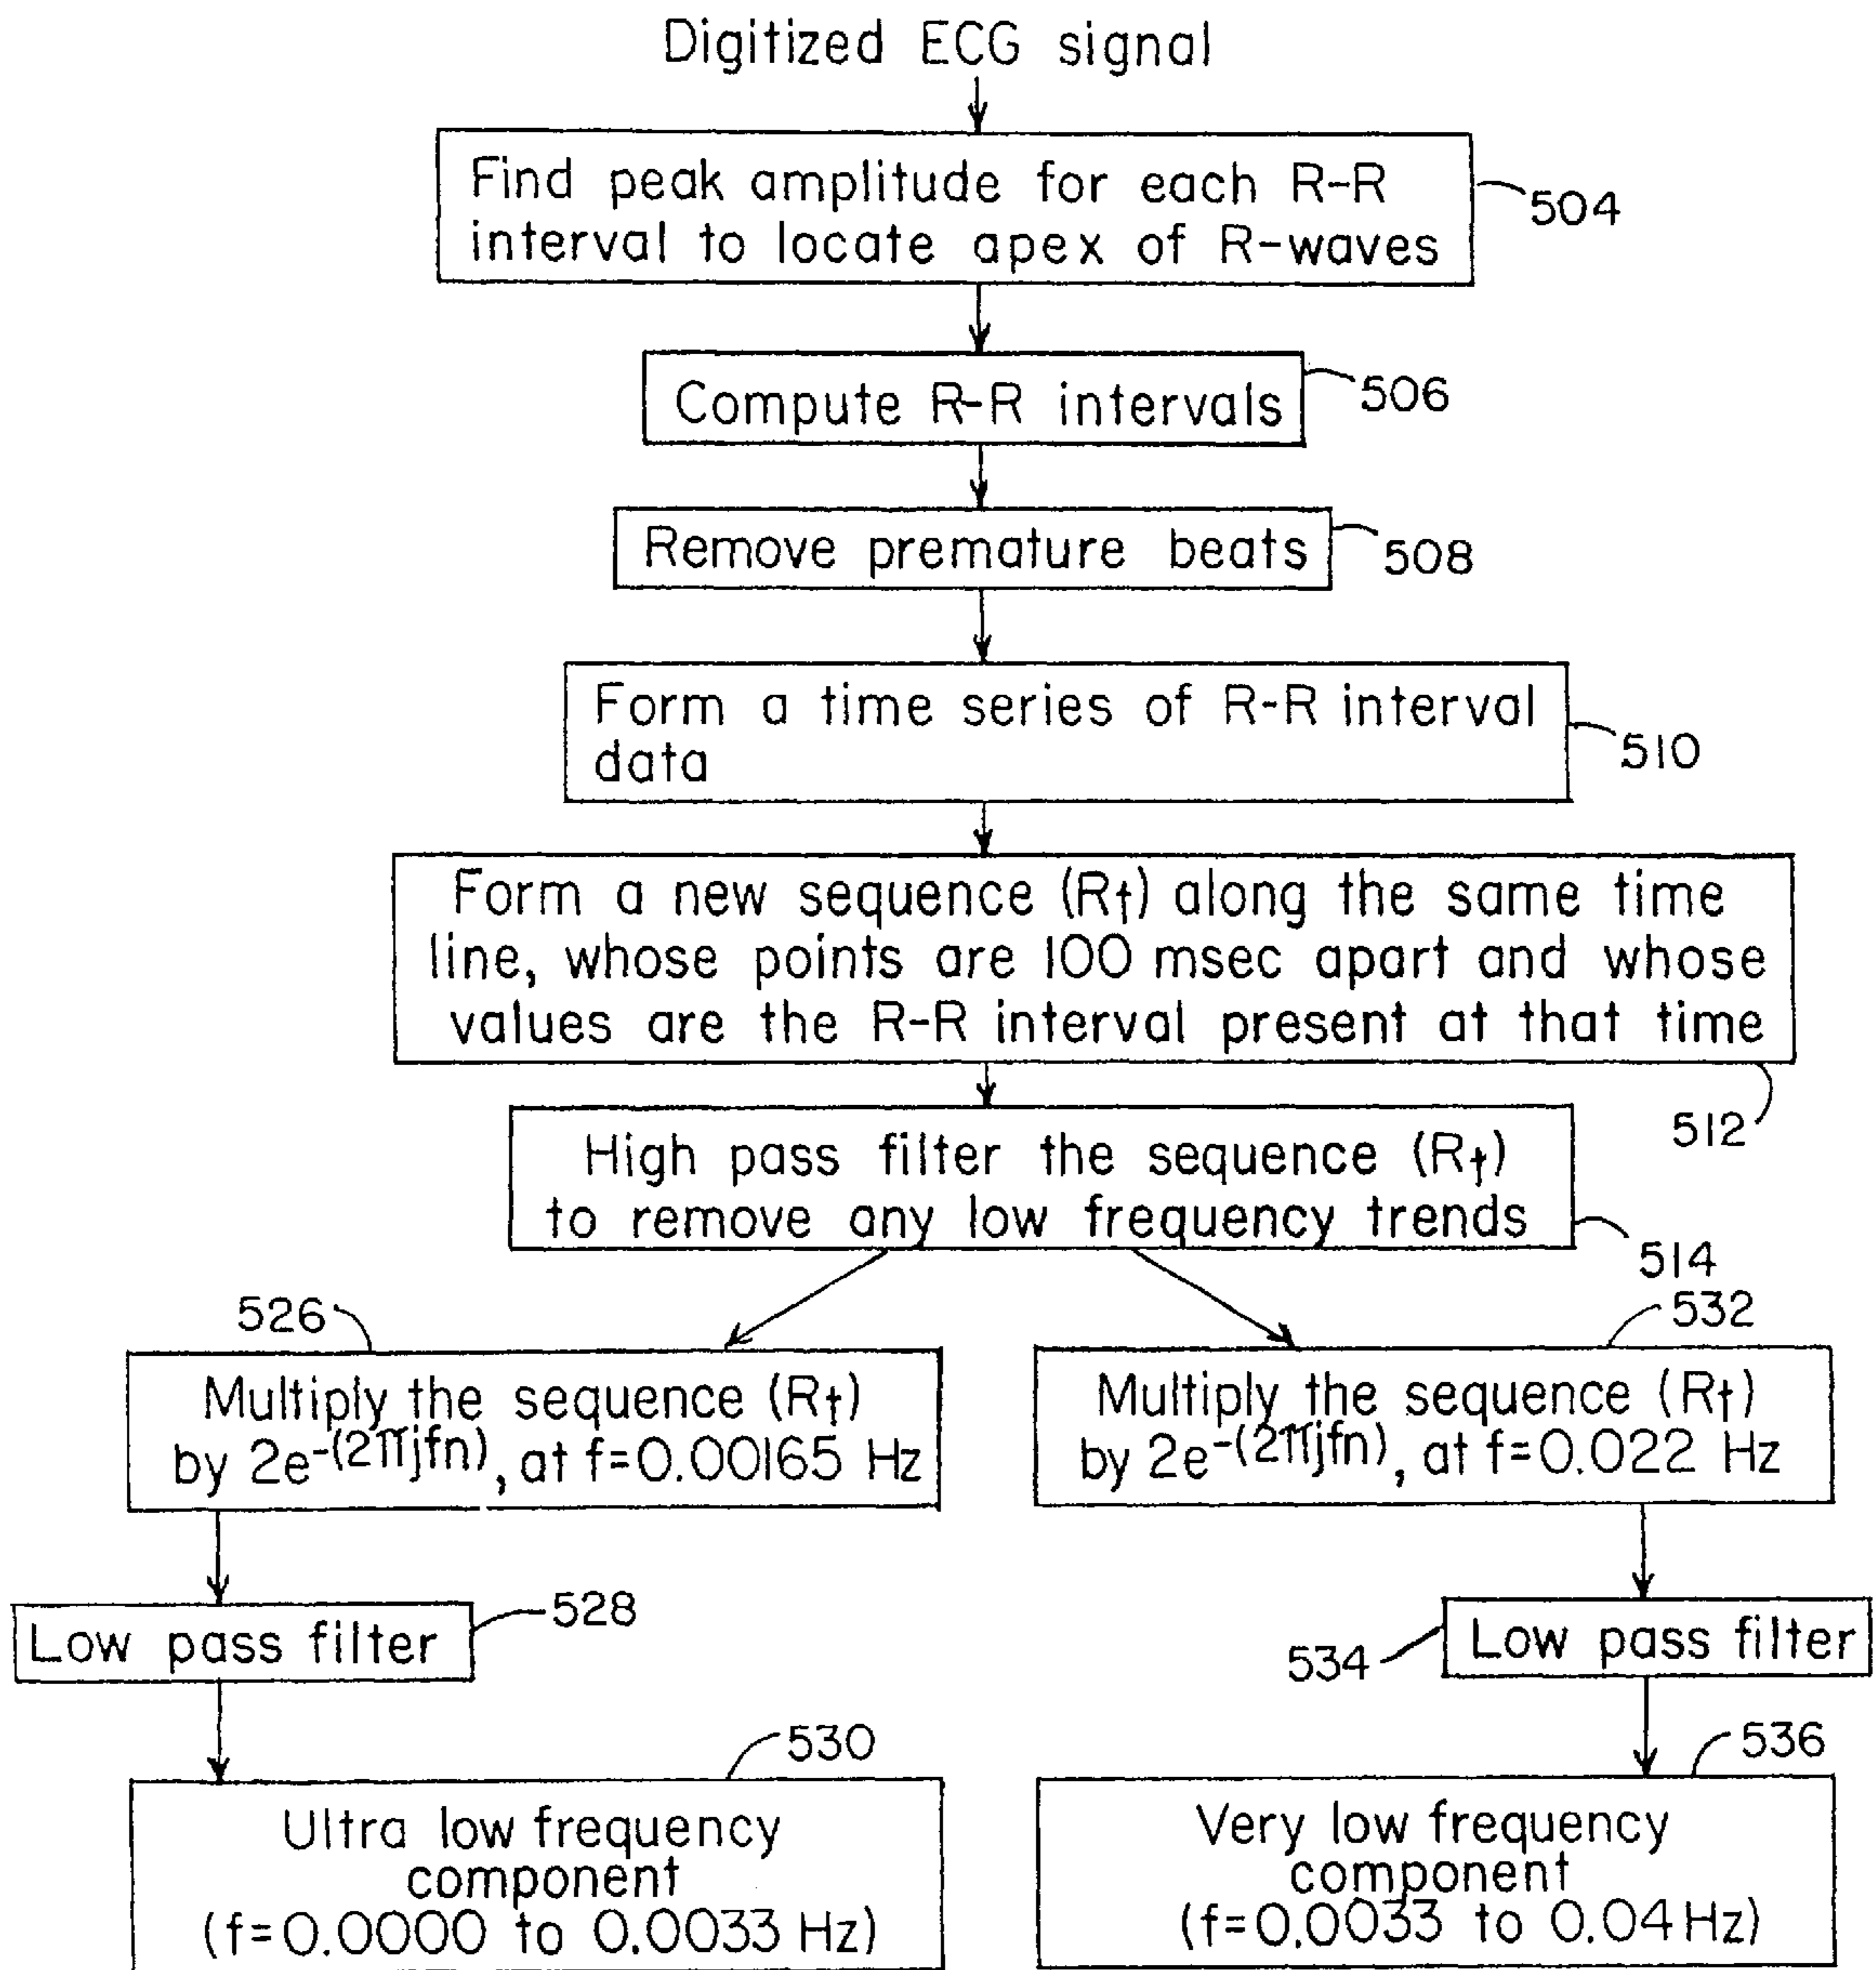 Digitized ECG signal
Find peak amplitude for each R-R
interval to locate apex of R-waves
504
Compute R-R intervals
506
Remove premature beats
508
Form a time series of R-R interval
data
510
Form a new sequence (Rt) along the same time
line, whose points are 100 msec apart and whose
values are the R-R interval present at that time
512
High pass filter the sequence (Rt)
to remove any low frequency trends
514
526
Multiply the sequence (Rt)
by 2e-(2πjfn), at f=0.00165 Hz
532
Multiply the sequence (Rt)
by 2e-(2πjfn), at f=0.022 Hz
Low pass filter
528
534
Low pass filter
530
Ultra low frequency
component
(f=0.0000 to 0.0033 Hz)
536
Very low frequency
component
(f=0.0033 to 0.04 Hz)